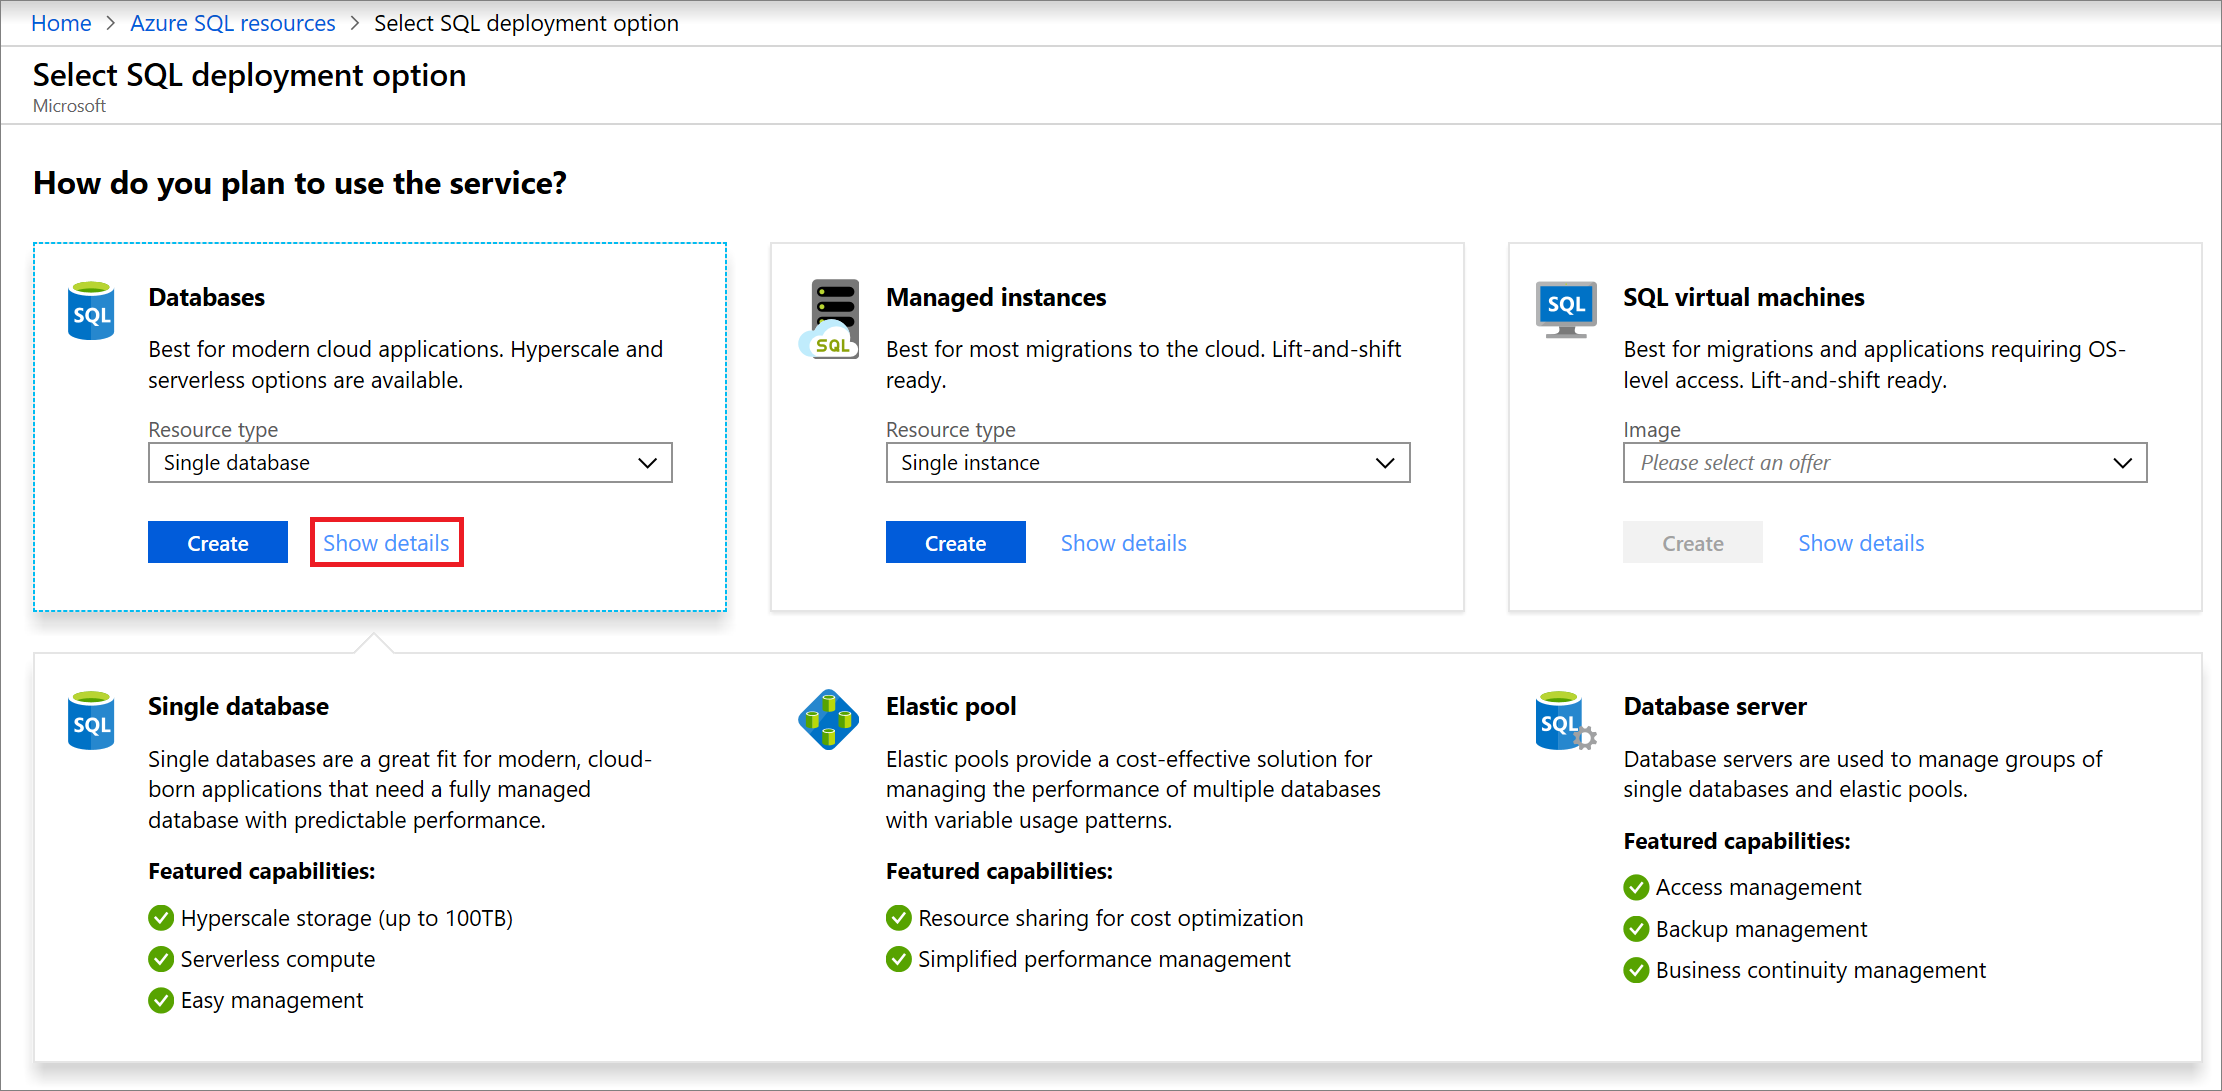 Home > Azure SQL resources > Select SQL deployment option
Select SQL deployment option
Microsoft
How do you plan to use the service?
SQL
Databases
Best for modern cloud applications. Hyperscale and
serverless options are available.
Resource type
Single database
Create
Show details
SQL
Managed instances
Best for most migrations to the cloud. Lift-and-shift
ready.
Resource type
Single instance
Create
Show details
SQL
SQL virtual machines
Best for migrations and applications requiring OS-
level access. Lift-and-shift ready.
Image
Please select an offer
Create
Show details
SQL
Single database
Single databases are a great fit for modern, cloud-
born applications that need a fully managed
database with predictable performance.
Featured capabilities:
Hyperscale storage (up to 100TB)
Serverless compute
Easy management
Elastic pool
Elastic pools provide a cost-effective solution for
managing the performance of multiple databases
with variable usage patterns.
Featured capabilities:
Resource sharing for cost optimization
Simplified performance management
SQL
Database server
Database servers are used to manage groups of
single databases and elastic pools.
Featured capabilities:
Access management
Backup management
Business continuity management